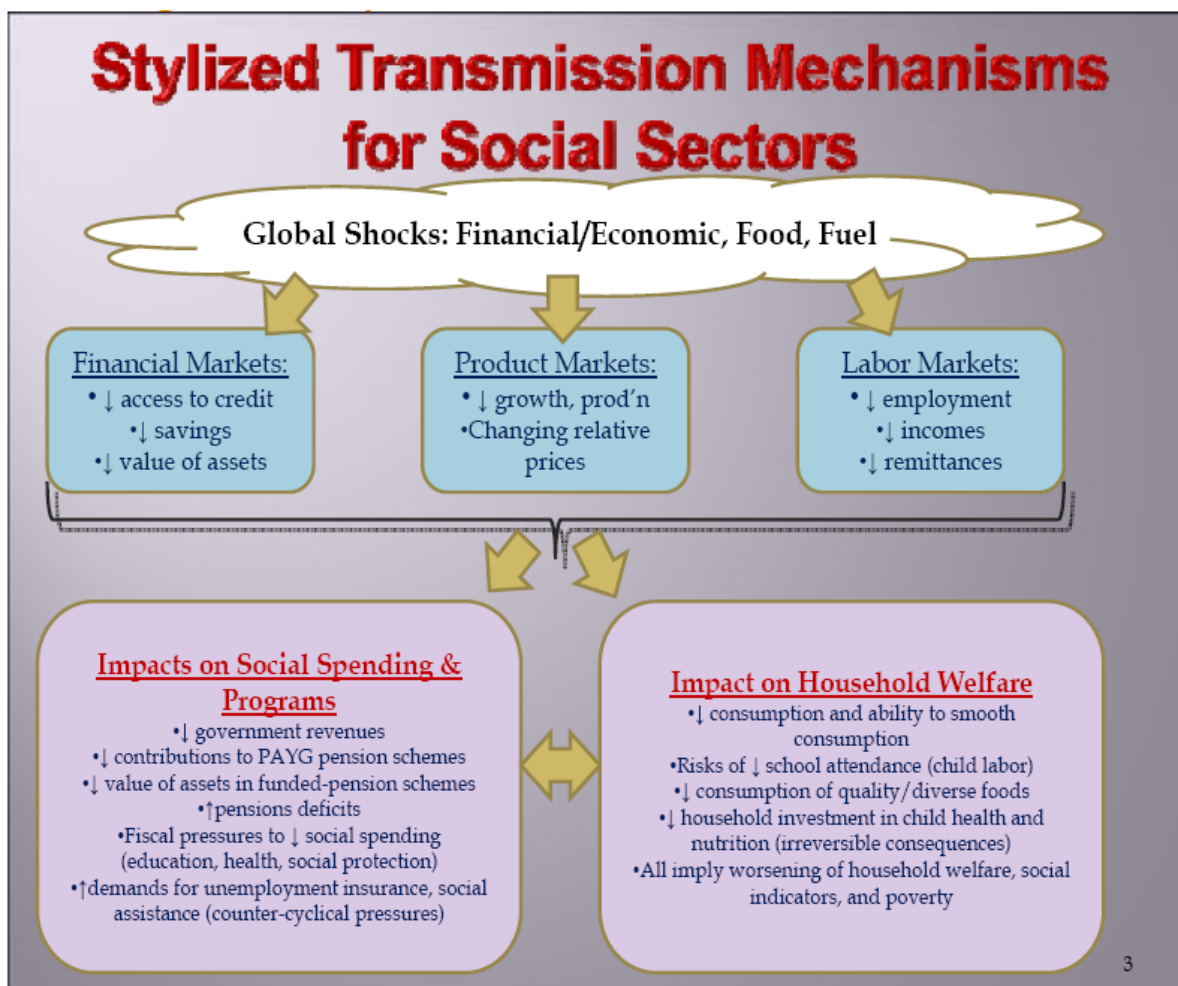 Stylized Transmission Mechanisms
for Social Sectors
Global Shocks: Financial/Economic, Food, Fuel
Financial Markets:
• ↓ access to credit
•↓ savings
•↓ value of assets
Product Markets:
• ↓ growth, prod’n
•Changing relative
prices
Labor Markets:
• ↓ employment
•↓ incomes
•↓ remittances
Impacts on Social Spending &
Programs
•↓ government revenues
•↓ contributions to PAYG pension schemes
•↓ value of assets in funded-pension schemes
•↑pensions deficits
•Fiscal pressures to ↓ social spending
(education, health, social protection)
•↑demands for unemployment insurance, social
assistance (counter-cyclical pressures)
Impact on Household Welfare
•↓ consumption and ability to smooth
consumption
•Risks of ↓ school attendance (child labor)
•↓ consumption of quality/diverse foods
•↓ household investment in child health and
nutrition (irreversible consequences)
•All imply worsening of household welfare, social
indicators, and poverty
3